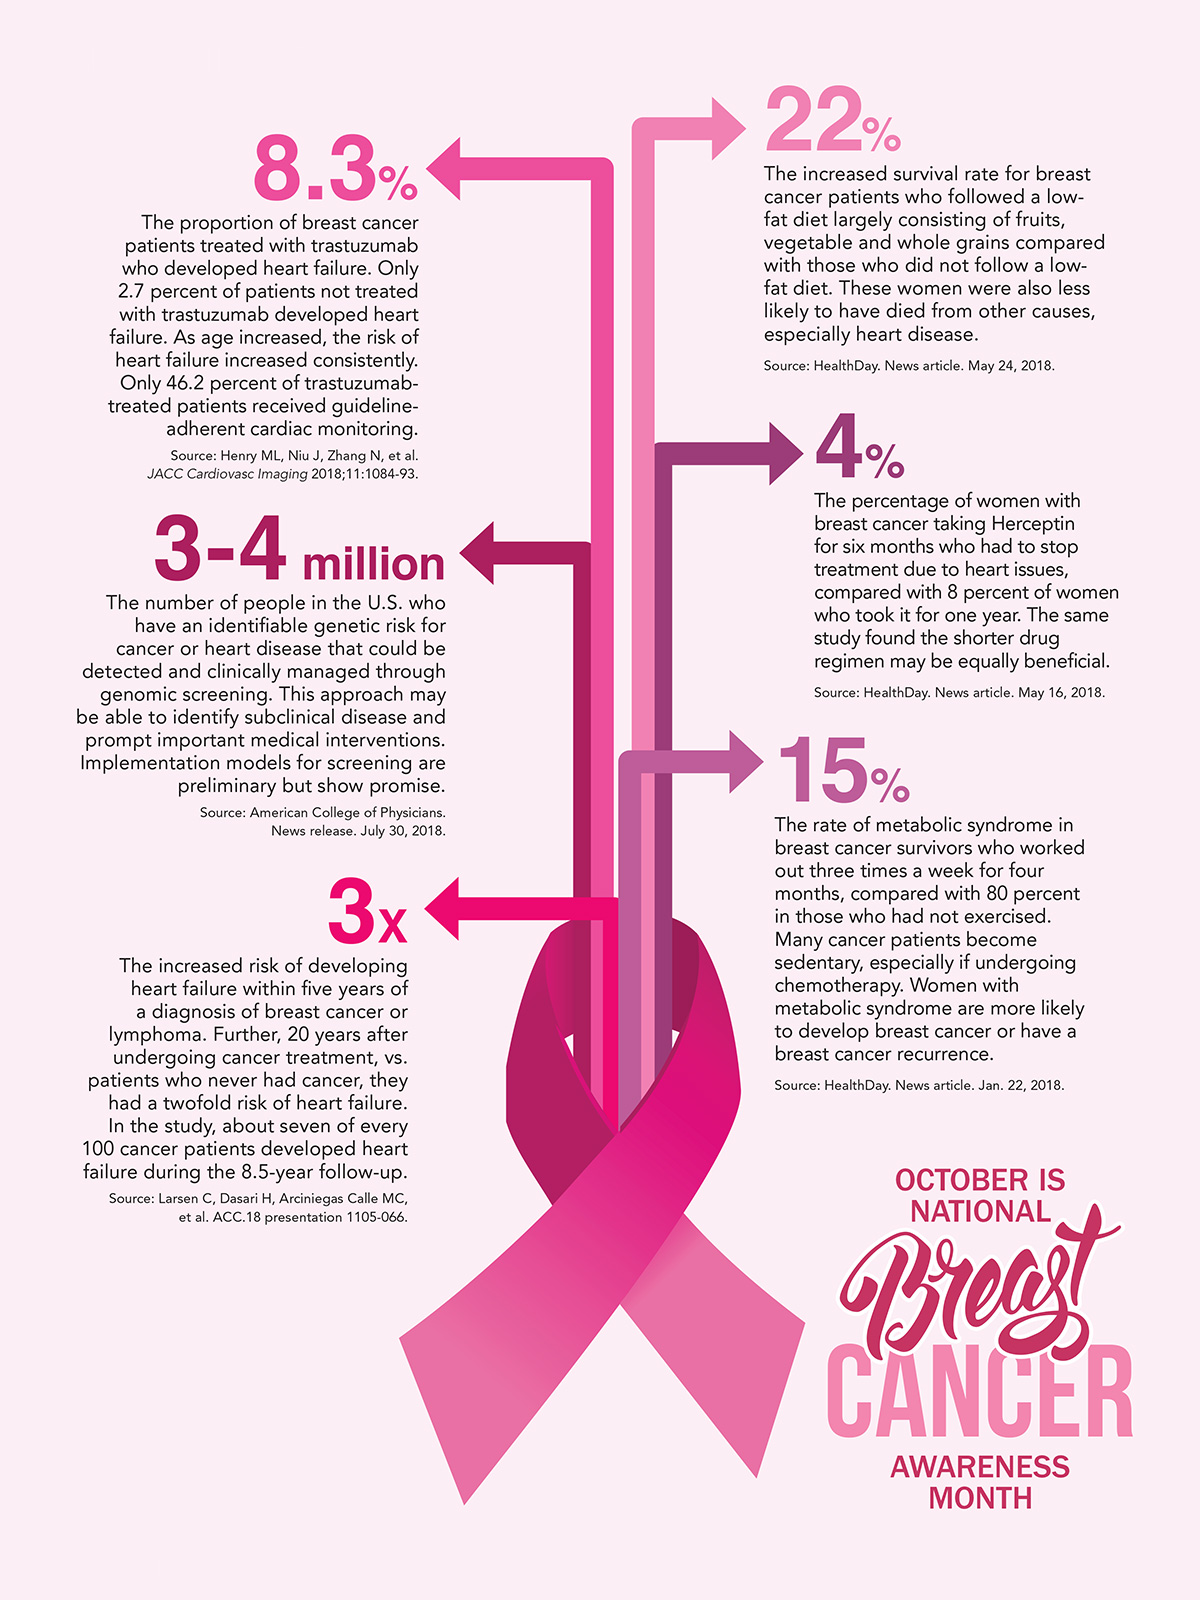 8.3%
The proportion of breast cancer
patients treated with trastuzumab
who developed heart failure. Only
2.7 percent of patients not treated
with trastuzumab developed heart
failure. As age increased, the risk of
heart failure increased consistently.
Only 46.2 percent of trastuzumab-
treated patients received guideline-
adherent cardiac monitoring.
Source: Henry ML, Niu J, Zhang N, et al.
JACC Cardiovasc Imaging 2018;11:1084-93.
3-4 million
The number of people in the U.S. who
have an identifiable genetic risk for
cancer or heart disease that could be
detected and clinically managed through
genomic screening. This approach may
be able to identify subclinical disease and
prompt important medical interventions.
Implementation models for screening are
preliminary but show promise.
Source: American College of Physicians.
News release. July 30, 2018.
3x
The increased risk of developing
heart failure within five years of
a diagnosis of breast cancer or
lymphoma. Further, 20 years after
undergoing cancer treatment, vs.
patients who never had cancer, they
had a twofold risk of heart failure.
In the study, about seven of every
100 cancer patients developed heart
failure during the 8.5-year follow-up.
Source: Larsen C, Dasari H, Arciniegas Calle MC,
et al. ACC.18 presentation 1105-066.
22%
The increased survival rate for breast
cancer patients who followed a low-
fat diet largely consisting of fruits,
vegetable and whole grains compared
with those who did not follow a low-
fat diet. These women were also less
likely to have died from other causes,
especially heart disease.
Source: HealthDay. News article. May 24, 2018.
4%
The percentage of women with
breast cancer taking Herceptin
for six months who had to stop
treatment due to heart issues,
compared with 8 percent of women
who took it for one year. The same
study found the shorter drug
regimen may be equally beneficial.
Source: HealthDay. News article. May 16, 2018.
15%
The rate of metabolic syndrome in
breast cancer survivors who worked
out three times a week for four
months, compared with 80 percent
in those who had not exercised.
Many cancer patients become
sedentary, especially if undergoing
chemotherapy. Women with
metabolic syndrome are more likely
to develop breast cancer or have a
breast cancer recurrence.
Source: HealthDay. News article. Jan. 22, 2018.
OCTOBER IS
NATIONAL
Breast
CANCER
AWARENESS
MONTH